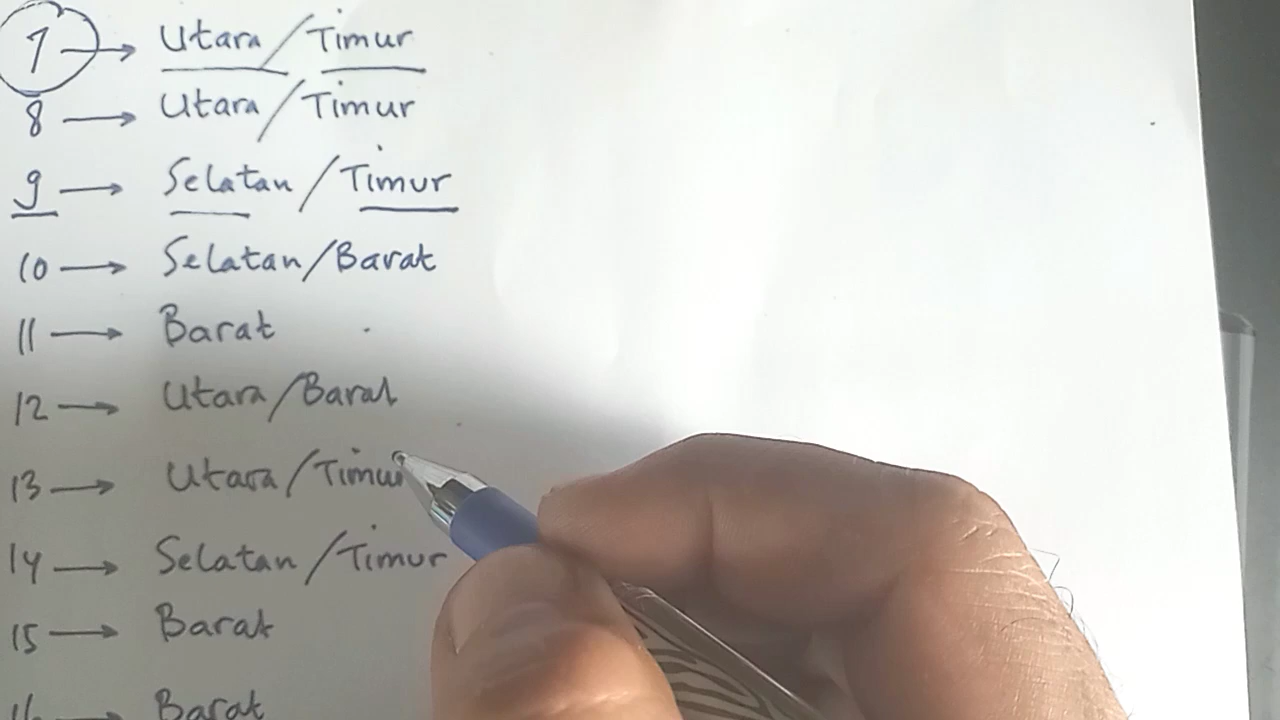 7 → Utara / Timur
8 → Utara / Timur
9 → Selatan / Timur
10 → Selatan / Barat
11 → Barat
12 → Utara / Barat
13 → Utara / Timur
14 → Selatan / Timur
15 → Barat
16 → Barat